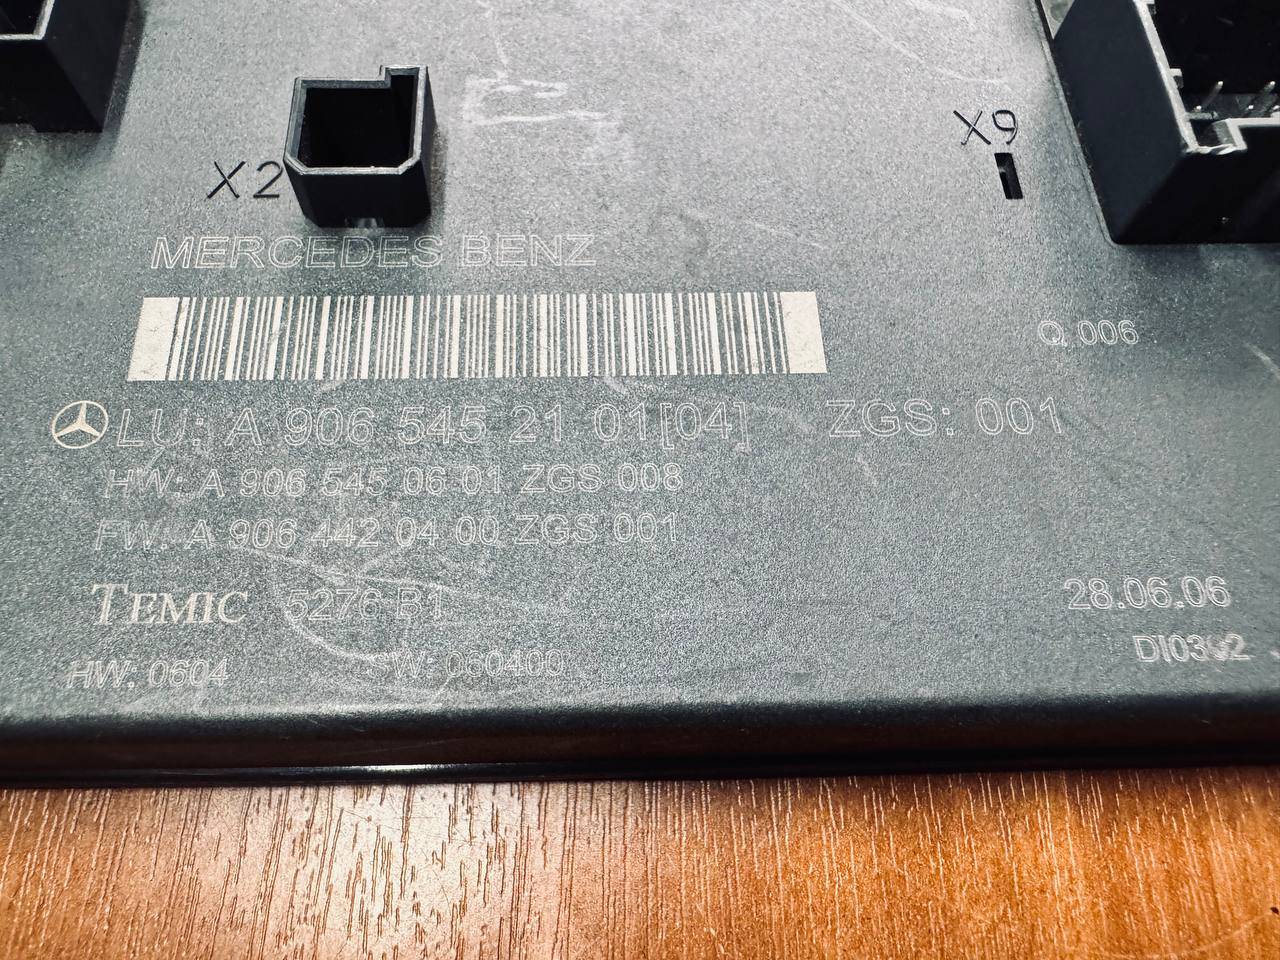 X9
X2
MERCEDES BENZ
Q 006
LU: A 906 545 21 01[04] ZGS: 001
HW: A 906 545 06 01 ZGS 008
FW: A 906 442 04 00 ZGS 001
28.06.06
TEMIC 5276 B1
HW: 0604 SW: 060400